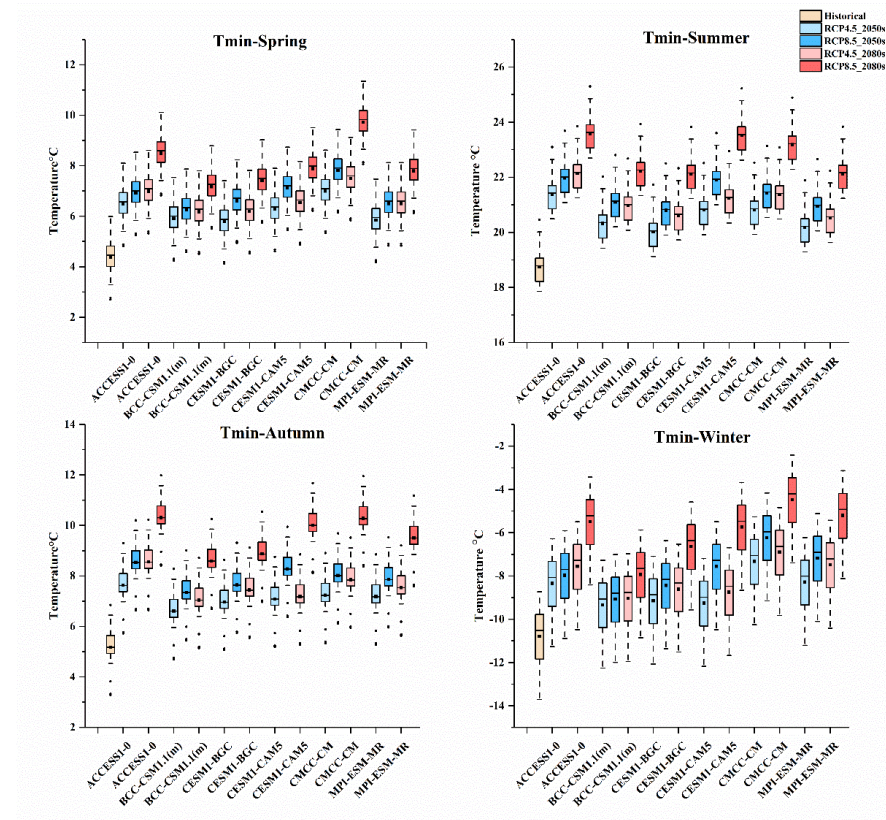 Historical
RCP4.5_2050s
RCP8.5_2050s
RCP4.5_2080s
RCP8.5_2080s
Tmin-Spring
Temperature°C
12
10
8
6
4
2
ACCESS1-0
ACCESS1-0
BCC-CSM1.1(m)
BCC-CSM1.1(m)
CESM1-BGC
CESM1-BGC
CESM1-CAM5
CESM1-CAM5
CMCC-CM
CMCC-CM
MPI-ESM-MR
MPI-ESM-MR
Tmin-Summer
Temperature °C
26
24
22
20
18
16
ACCESS1-0
ACCESS1-0
BCC-CSM1.1(m)
BCC-CSM1.1(m)
CESM1-BGC
CESM1-BGC
CESM1-CAM5
CESM1-CAM5
CMCC-CM
CMCC-CM
MPI-ESM-MR
MPI-ESM-MR
Tmin-Autumn
Temperature°C
14
12
10
8
6
4
2
ACCESS1-0
ACCESS1-0
BCC-CSM1.1(m)
BCC-CSM1.1(m)
CESM1-BGC
CESM1-BGC
CESM1-CAM5
CESM1-CAM5
CMCC-CM
CMCC-CM
MPI-ESM-MR
MPI-ESM-MR
Tmin-Winter
Temperature °C
-2
-4
-6
-8
-10
-12
-14
ACCESS1-0
ACCESS1-0
BCC-CSM1.1(m)
BCC-CSM1.1(m)
CESM1-BGC
CESM1-BGC
CESM1-CAM5
CESM1-CAM5
CMCC-CM
CMCC-CM
MPI-ESM-MR
MPI-ESM-MR